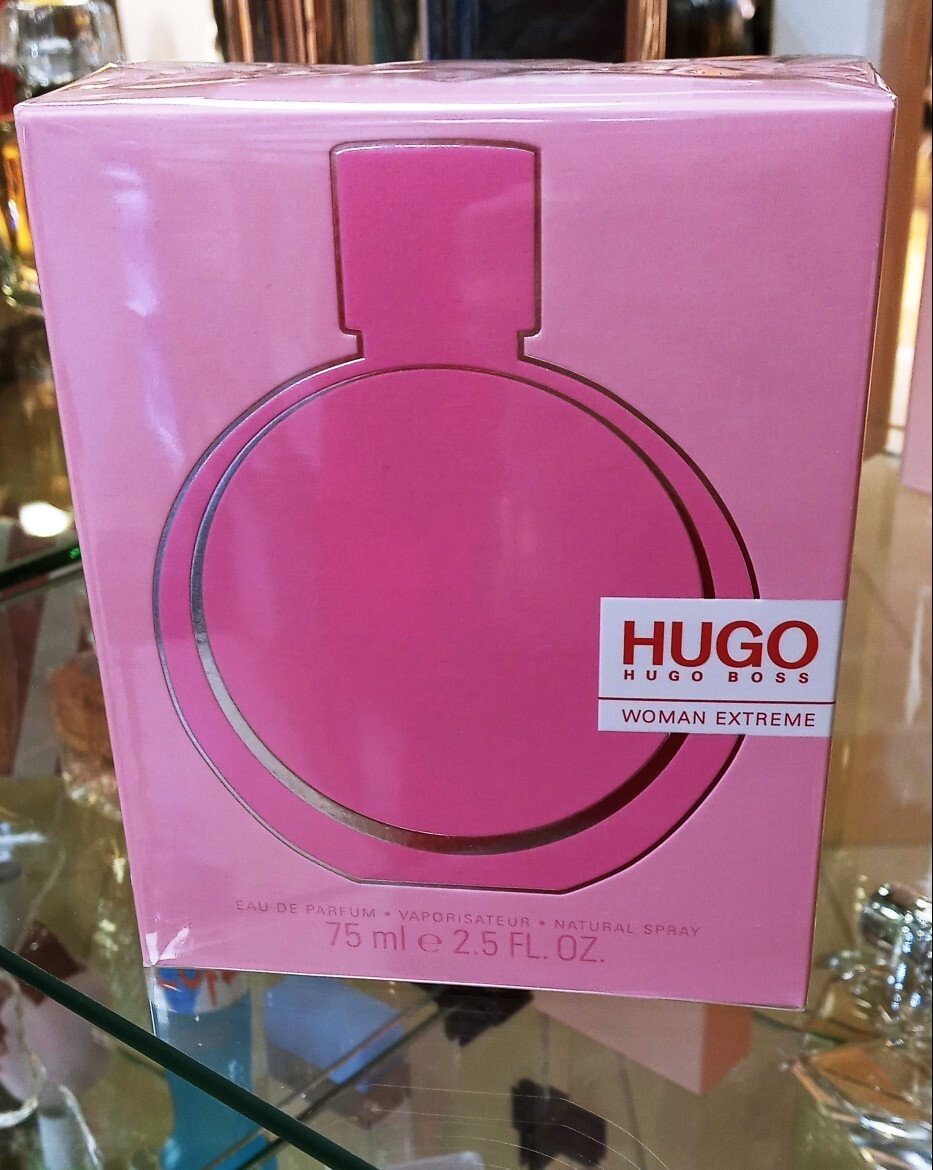 HUGO
HUGO BOSS
WOMAN EXTREME
EAU DE PARFUM • VAPORISATEUR • NATURAL SPRAY
75 ml ℮ 2.5 FL. OZ.